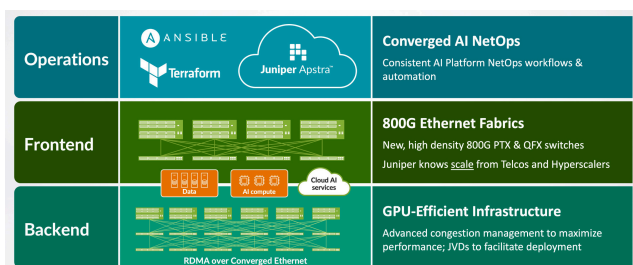 Operations
ANSIBLE
Terraform
Juniper Apstra™
Converged AI NetOps
Consistent AI Platform NetOps workflows &
automation
Frontend
800G Ethernet Fabrics
New, high density 800G PTX & QFX switches
Juniper knows scale from Telcos and Hyperscalers
Data
AI compute
Cloud AI
services
Backend
RDMA over Converged Ethernet
GPU-Efficient Infrastructure
Advanced congestion management to maximize
performance; JVDs to facilitate deployment